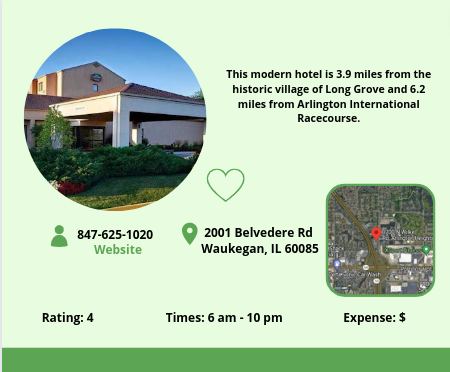 This modern hotel is 3.9 miles from the
historic village of Long Grove and 6.2
miles from Arlington International
Racecourse.
847-625-1020
Website
2001 Belvedere Rd
Waukegan, IL 60085
Rating: 4
Times: 6 am - 10 pm
Expense: $